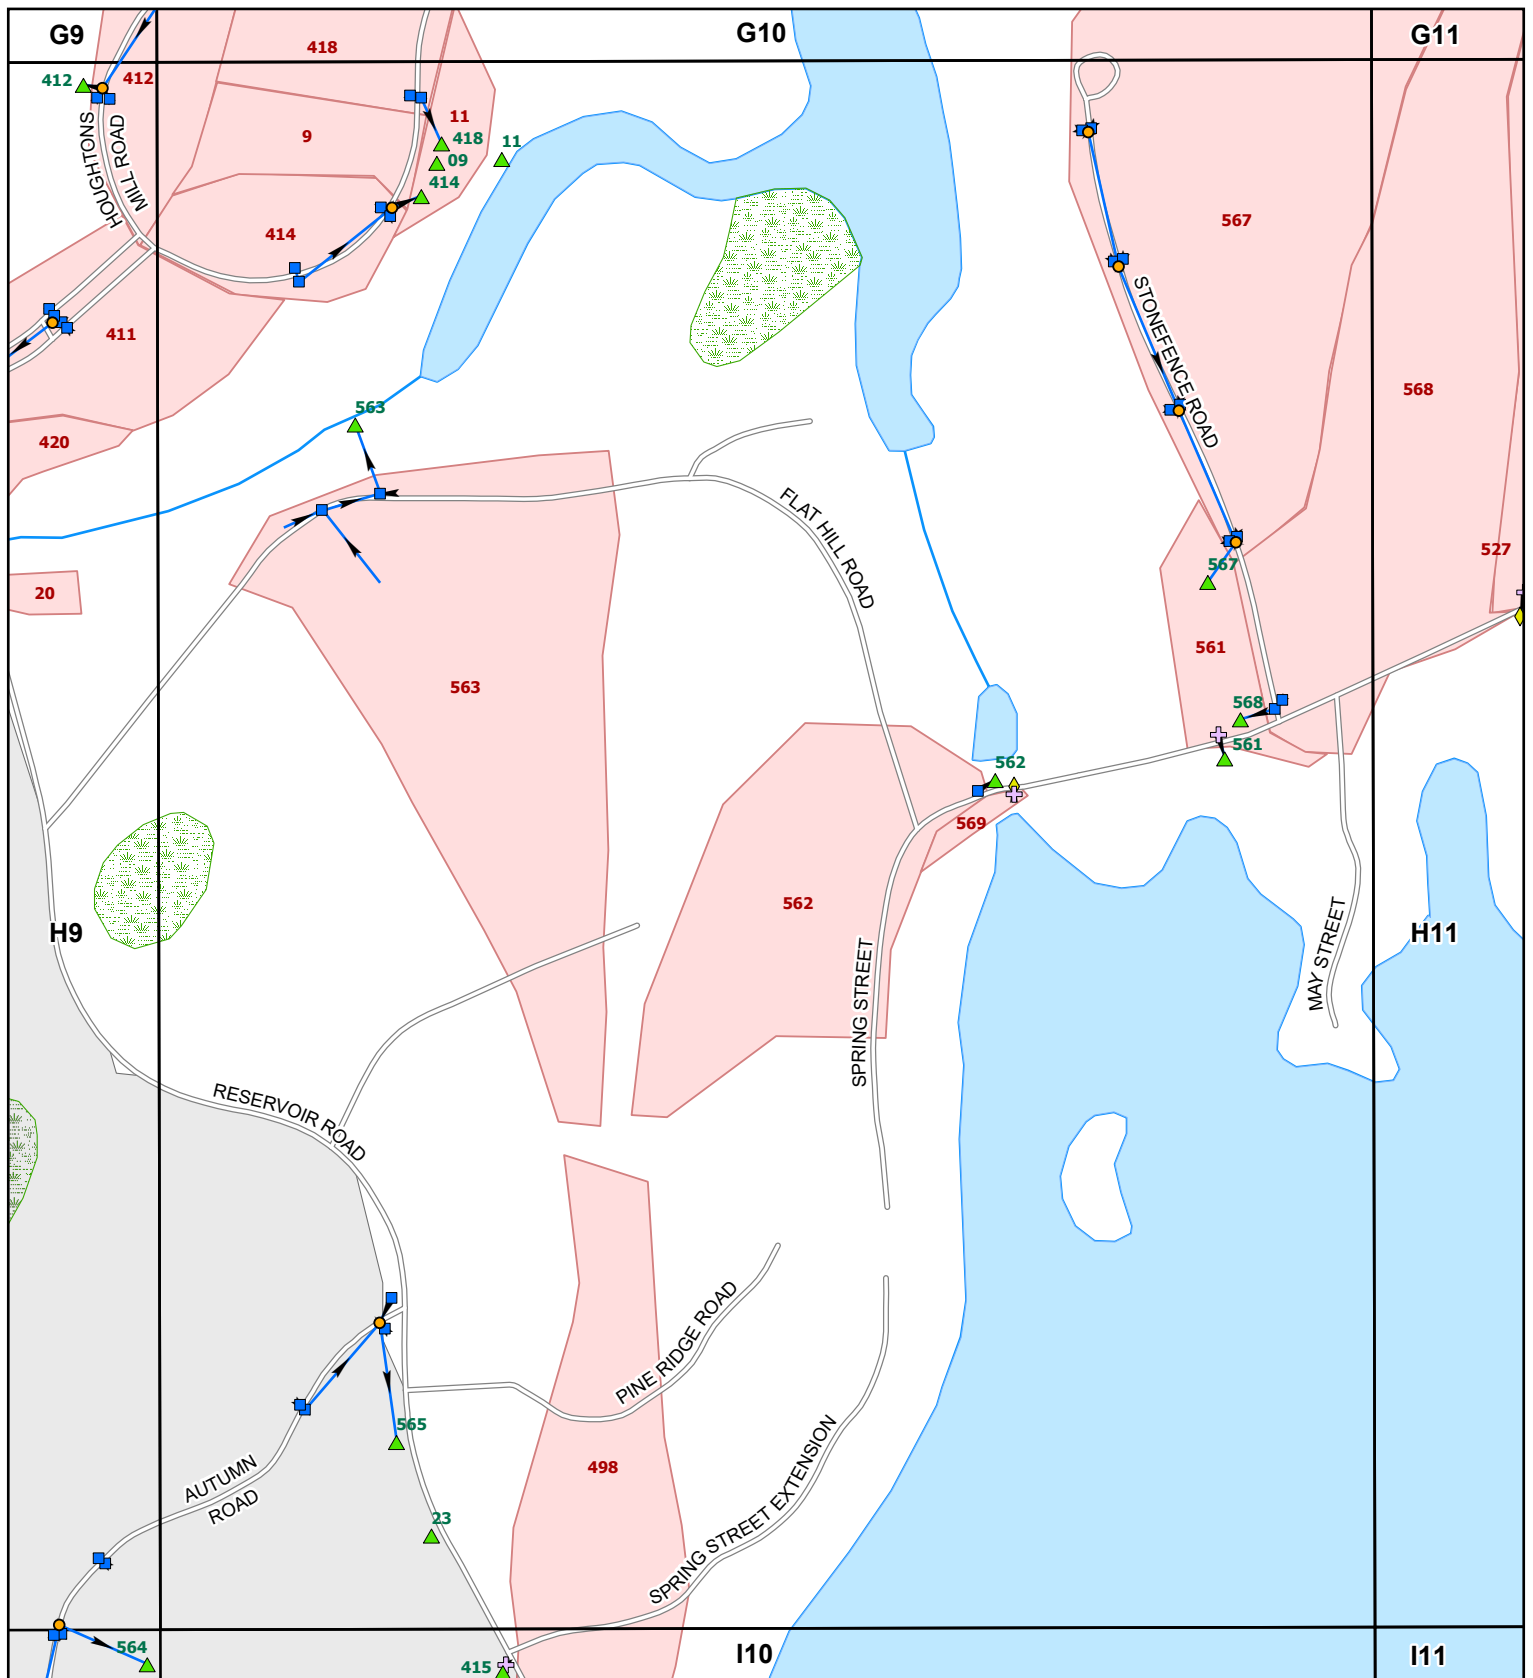 G9
G10
G11
418
412
412
11
9
418
11
09
414
HOUGHTONS
MILL ROAD
414
567
STONEFENCE ROAD
411
568
563
420
FLAT HILL ROAD
527
567
20
561
563
568
561
562
569
562
H9
H11
SPRING STREET
MAY STREET
RESERVOIR ROAD
PINE RIDGE ROAD
565
498
SPRING STREET EXTENSION
AUTUMN
ROAD
23
564
415
I10
I11